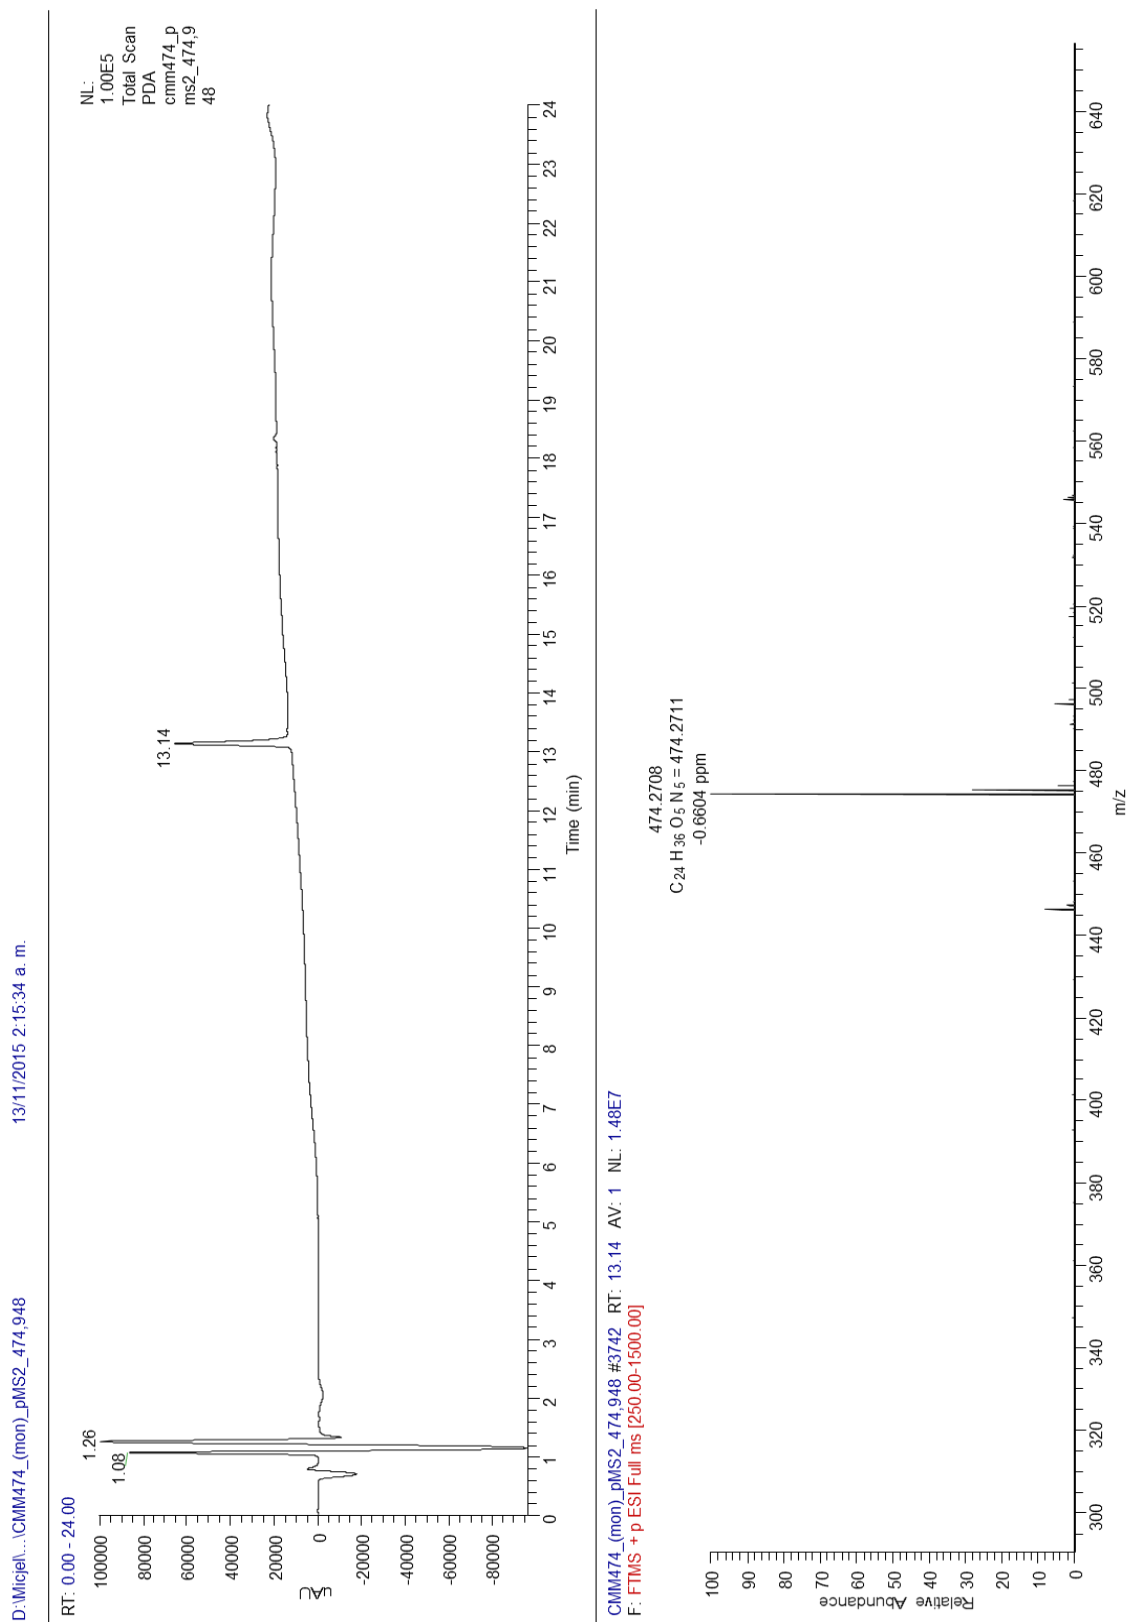 D:\Micjel\...\CMM474_(mon)_pMS2_474,948 13/11/2015 2:15:34 a. m.
RT: 0.00 - 24.00
NL:
1.00E5
Total Scan
PDA
cmm474_p
ms2_474,9
48
100000
80000
60000
40000
20000
0
-20000
-40000
-60000
-80000
uAU
1.08
1.26
13.14
0 1 2 3 4 5 6 7 8 9 10 11 12 13 14 15 16 17 18 19 20 21 22 23 24
Time (min)
CMM474_(mon)_pMS2_474,948 #3742 RT: 13.14 AV: 1 NL: 1.48E7
F: FTMS + p ESI Full ms [250.00-1500.00]
474.2708
C24 H36 O5 N5 = 474.2711
-0.6604 ppm
100
90
80
70
60
50
40
30
20
10
0
Relative Abundance
300 320 340 360 380 400 420 440 460 480 500 520 540 560 580 600 620 640
m/z